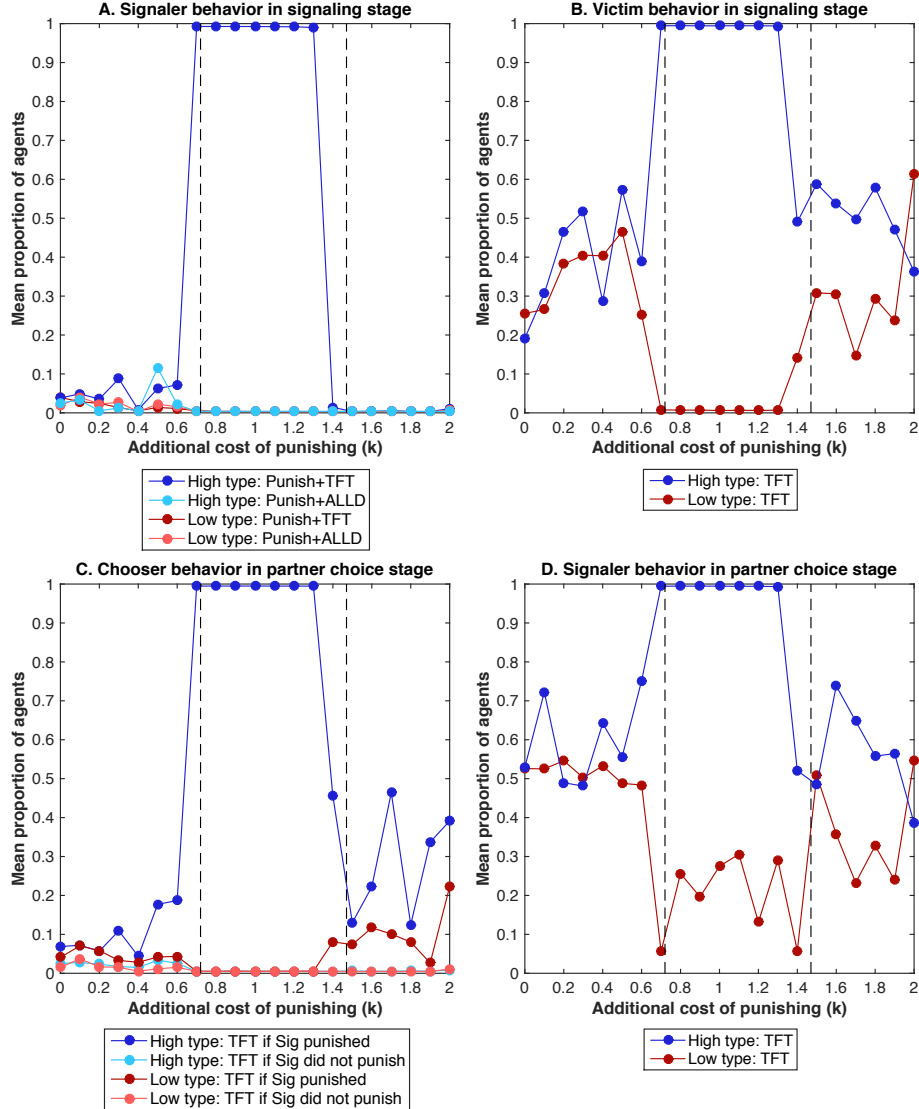 A. Signaler behavior in signaling stage
Mean proportion of agents
1
0.9
0.8
0.7
0.6
0.5
0.4
0.3
0.2
0.1
0
0 0.2 0.4 0.6 0.8 1 1.2 1.4 1.6 1.8 2
Additional cost of punishing (k)
High type: Punish+TFT
High type: Punish+ALLD
Low type: Punish+TFT
Low type: Punish+ALLD
B. Victim behavior in signaling stage
Mean proportion of agents
1
0.9
0.8
0.7
0.6
0.5
0.4
0.3
0.2
0.1
0
0 0.2 0.4 0.6 0.8 1 1.2 1.4 1.6 1.8 2
Additional cost of punishing (k)
High type: TFT
Low type: TFT
C. Chooser behavior in partner choice stage
Mean proportion of agents
1
0.9
0.8
0.7
0.6
0.5
0.4
0.3
0.2
0.1
0
0 0.2 0.4 0.6 0.8 1 1.2 1.4 1.6 1.8 2
Additional cost of punishing (k)
High type: TFT if Sig punished
High type: TFT if Sig did not punish
Low type: TFT if Sig punished
Low type: TFT if Sig did not punish
D. Signaler behavior in partner choice stage
Mean proportion of agents
1
0.9
0.8
0.7
0.6
0.5
0.4
0.3
0.2
0.1
0
0 0.2 0.4 0.6 0.8 1 1.2 1.4 1.6 1.8 2
Additional cost of punishing (k)
High type: TFT
Low type: TFT